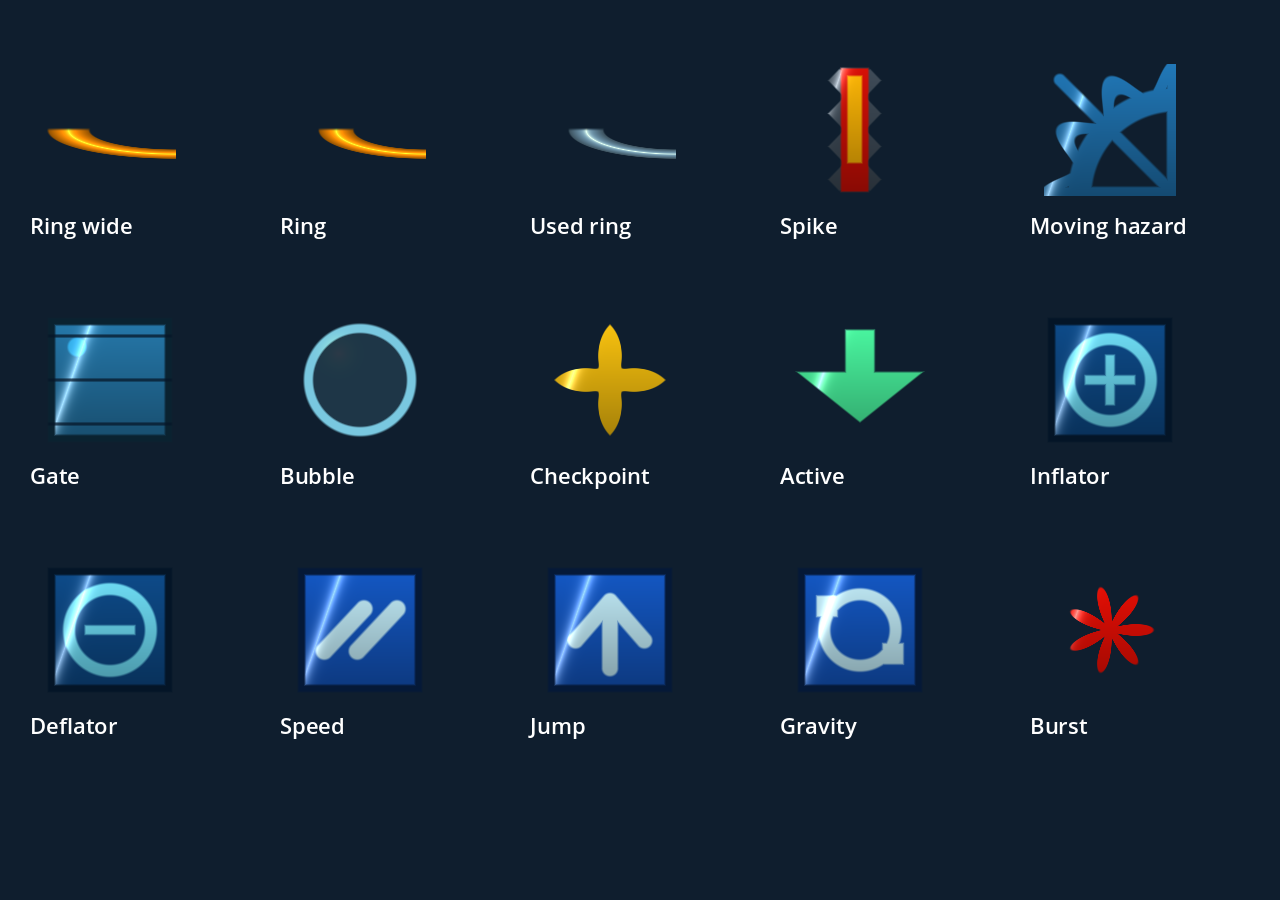 Ring wide
Ring
Used ring
Spike
Moving hazard
Gate
Bubble
Checkpoint
Active
Inflator
Deflator
Speed
Jump
Gravity
Burst